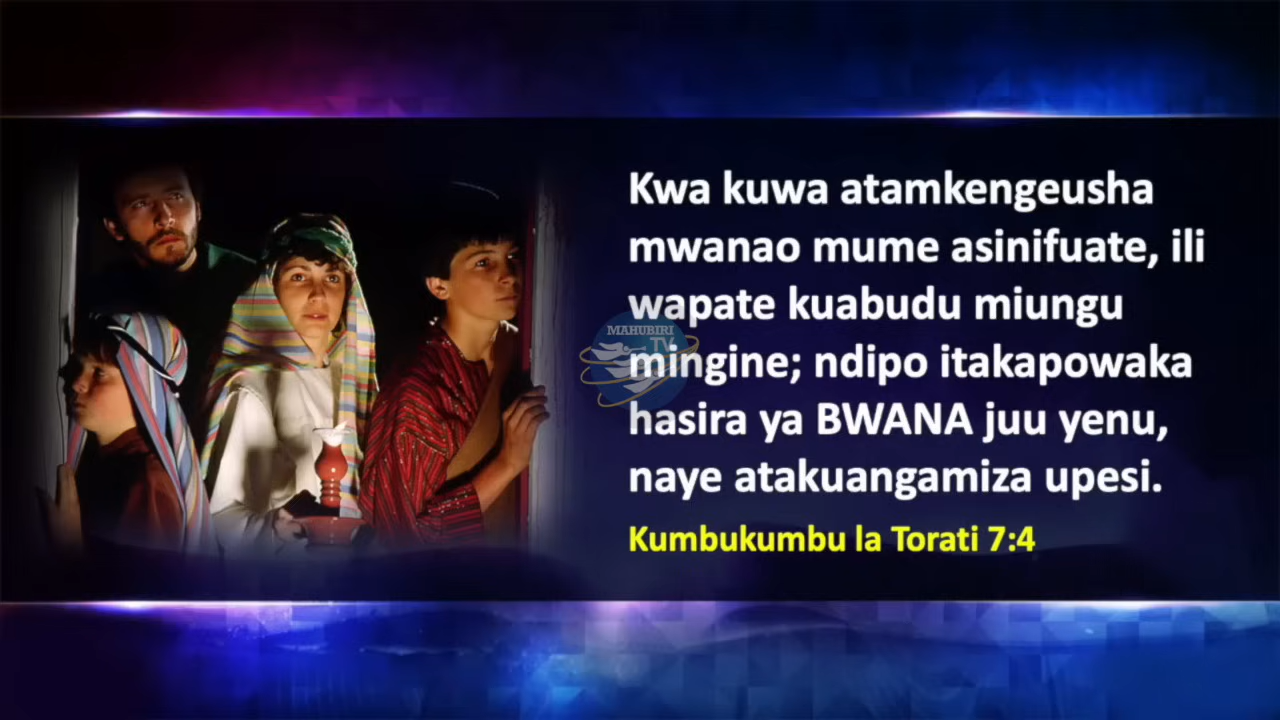 Kwa kuwa atamkengeusha
mwanao mume asinifuate, ili
wapate kuabudu miungu
mingine; ndipo itakapowaka
hasira ya BWANA juu yenu,
naye atakuangamiza upesi.
Kumbukumbu la Torati 7:4
MAHUBIRI
TV